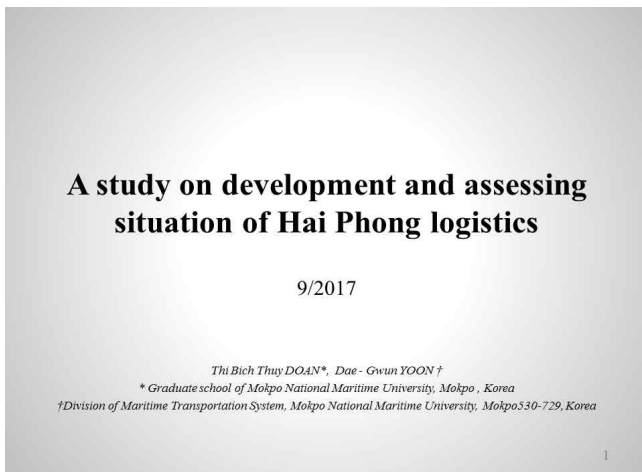 A study on development and assessing
situation of Hai Phong logistics
9/2017
Thi Bich Thuy DOAN*, Dae - Gwun YOON †
* Graduate school of Mokpo National Maritime University, Mokpo , Korea
†Division of Maritime Transportation System, Mokpo National Maritime University, Mokpo530-729, Korea
1